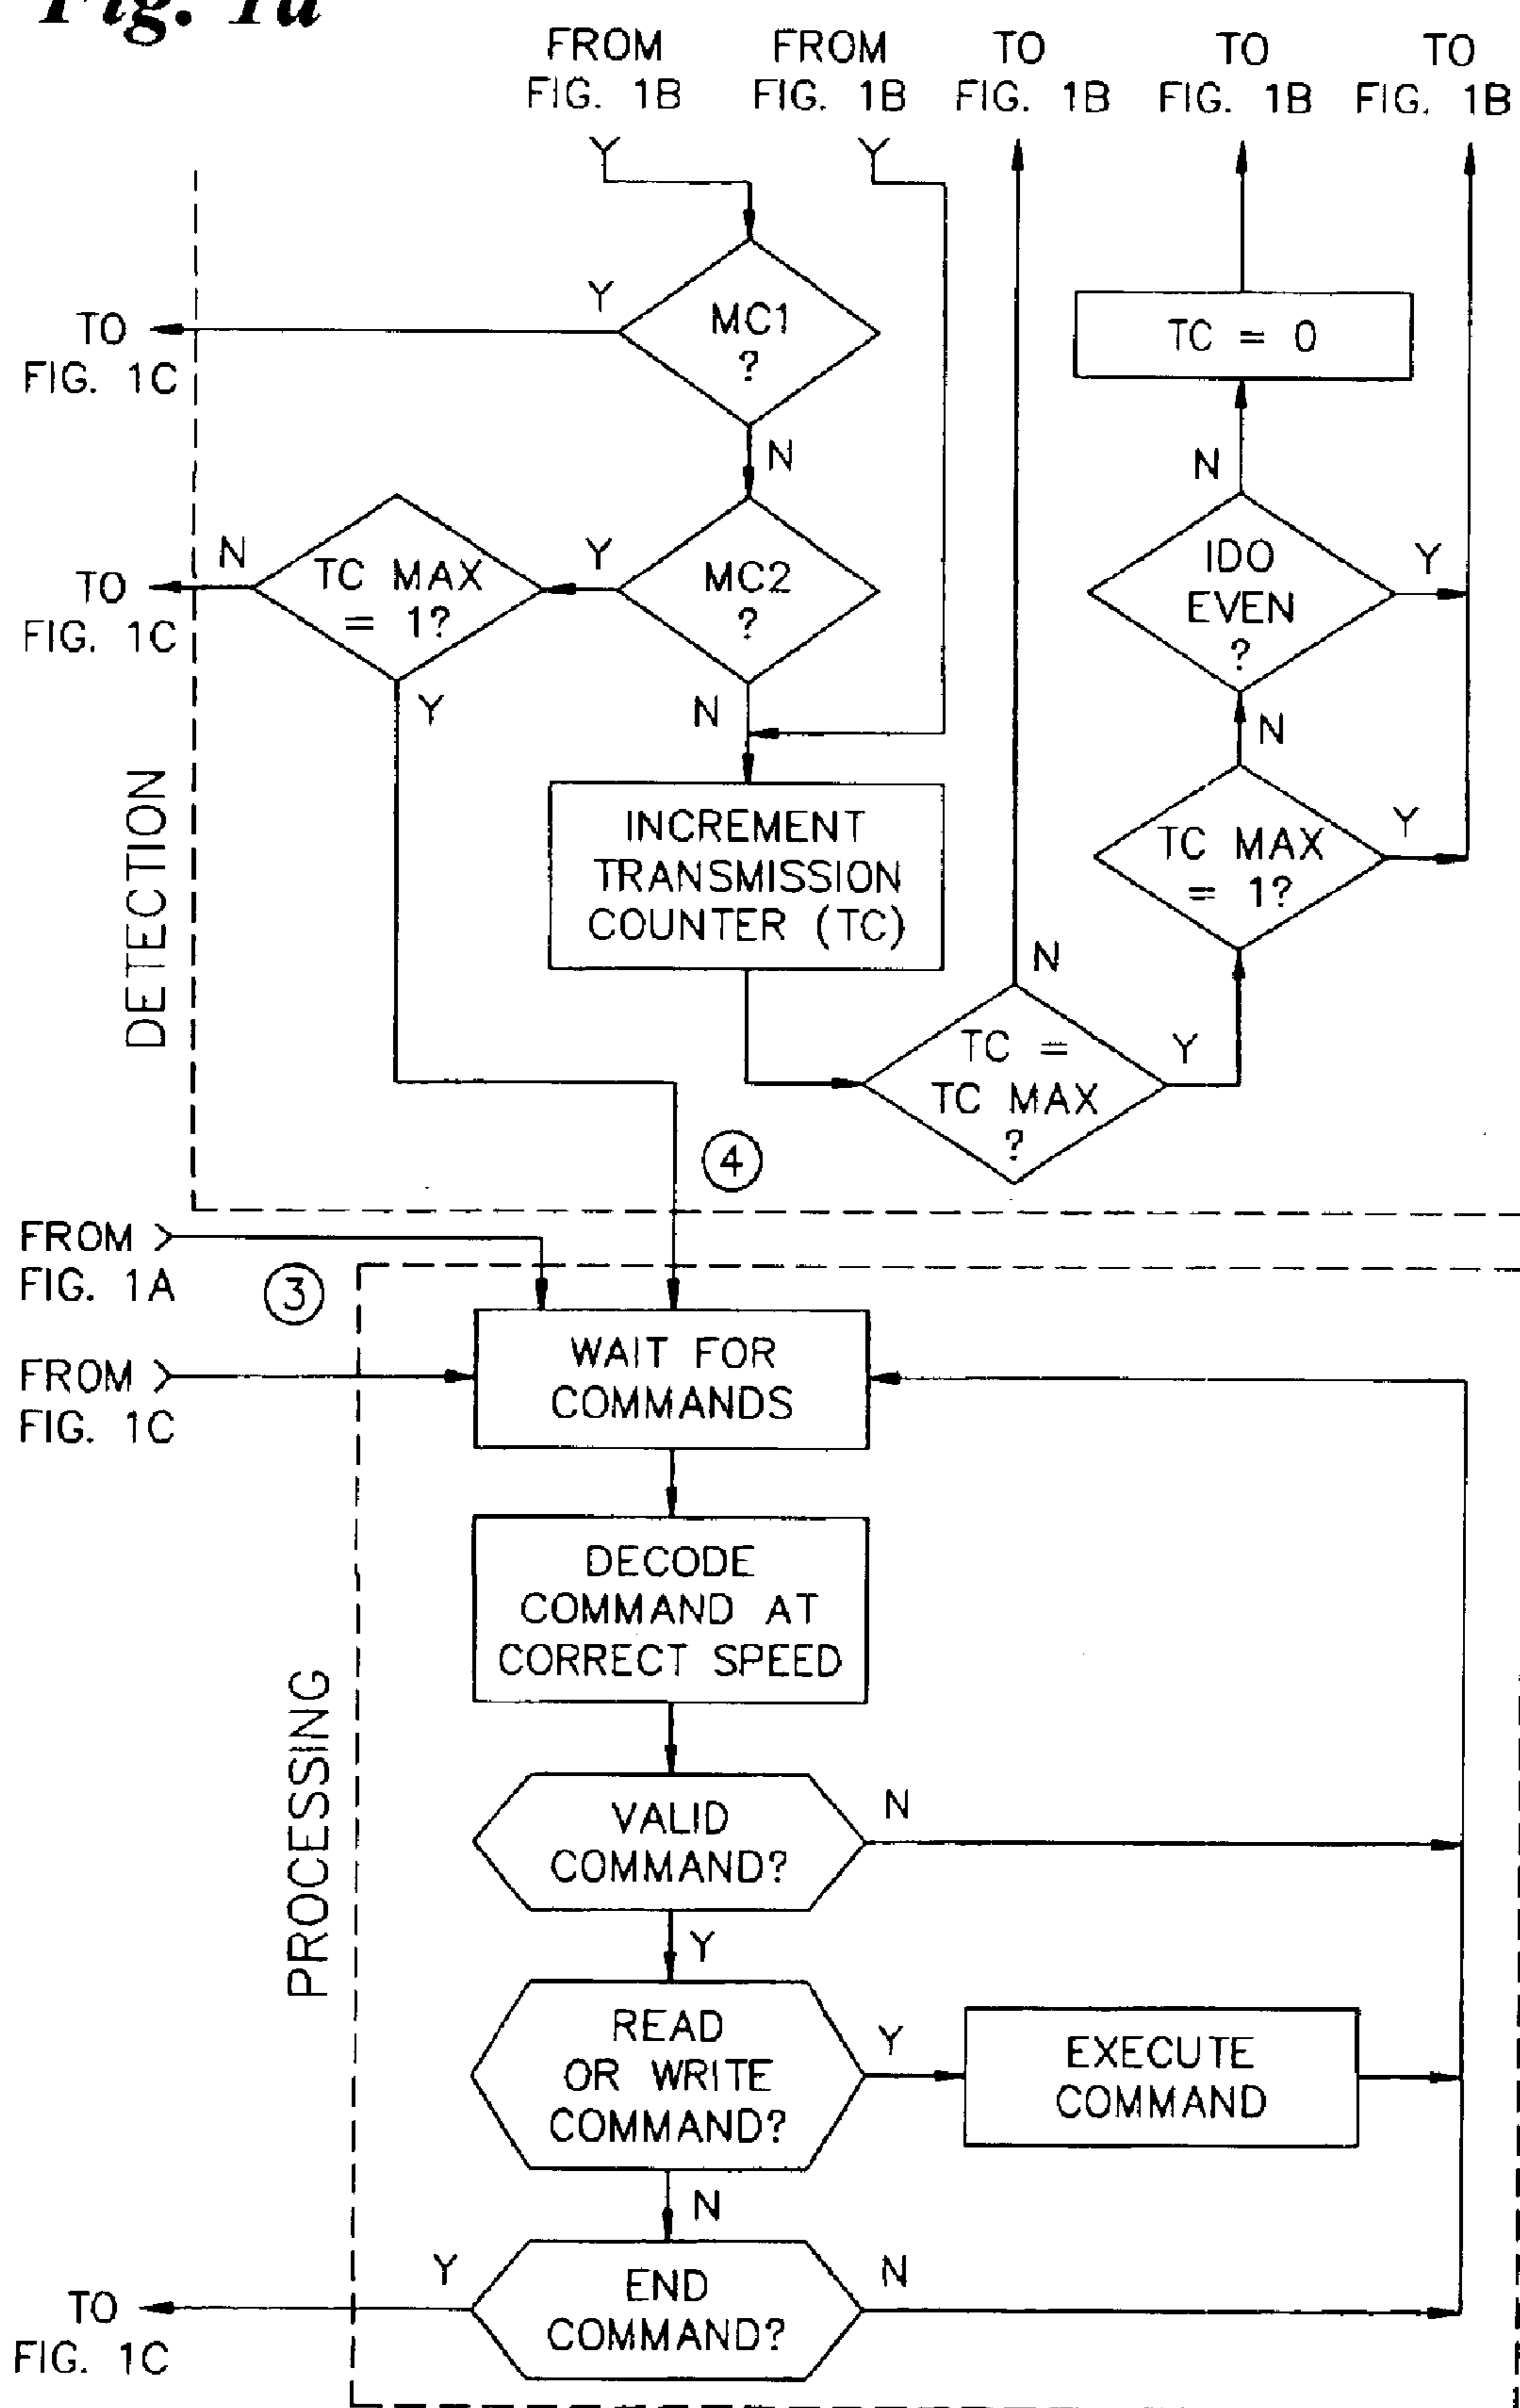 Fig. 1d
FROM
FIG. 1B
FROM
FIG. 1B
TO
FIG. 1B
TO
FIG. 1B
TO
FIG. 1B
MC1
?
Y
TO
FIG. 1C
N
TC = 0
N
MC2
?
Y
TC MAX
= 1?
N
TO
FIG. 1C
IDO
EVEN
?
Y
Y
N
N
INCREMENT
TRANSMISSION
COUNTER (TC)
TC MAX
= 1?
Y
DETECTION
N
TC =
TC MAX
?
Y
4
FROM
FIG. 1A
3
FROM
FIG. 1C
WAIT FOR
COMMANDS
DECODE
COMMAND AT
CORRECT SPEED
PROCESSING
VALID
COMMAND?
N
Y
READ
OR WRITE
COMMAND?
Y
EXECUTE
COMMAND
N
END
COMMAND?
Y
N
TO
FIG. 1C